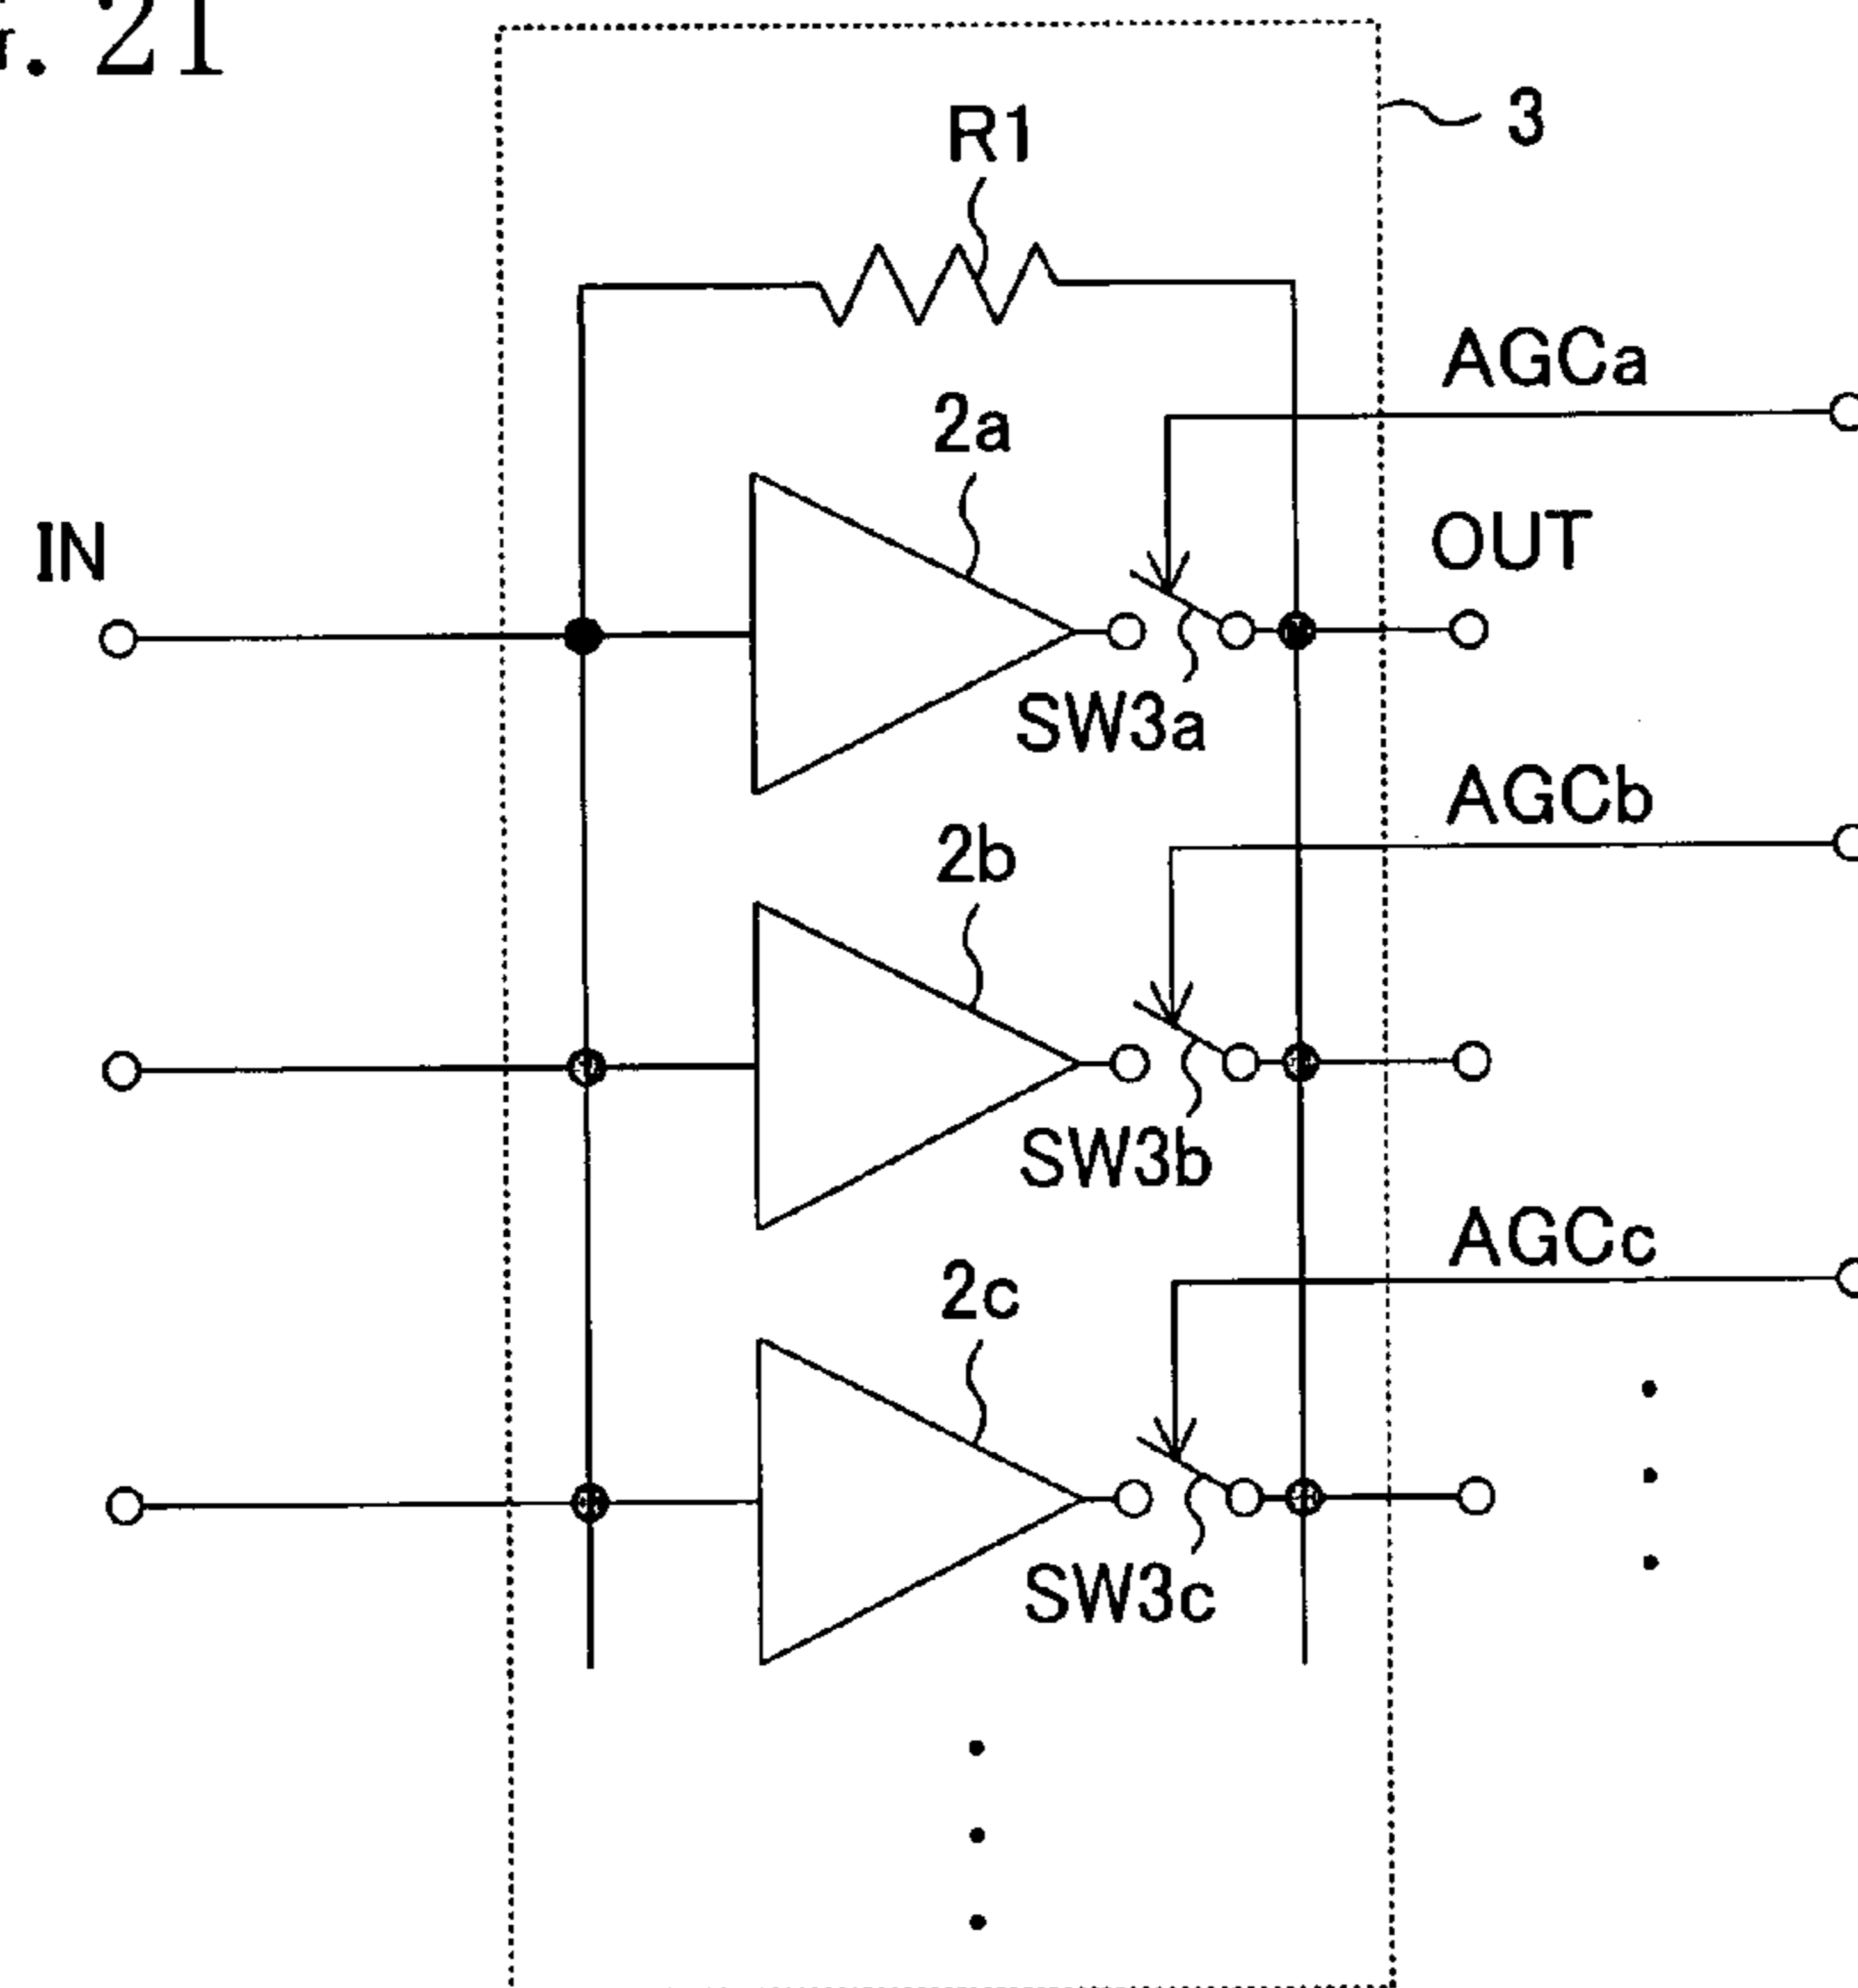 . 21
3
R1
AGCa
2a
IN
OUT
SW3a
AGCb
2b
SW3b
AGCc
2c
SW3c